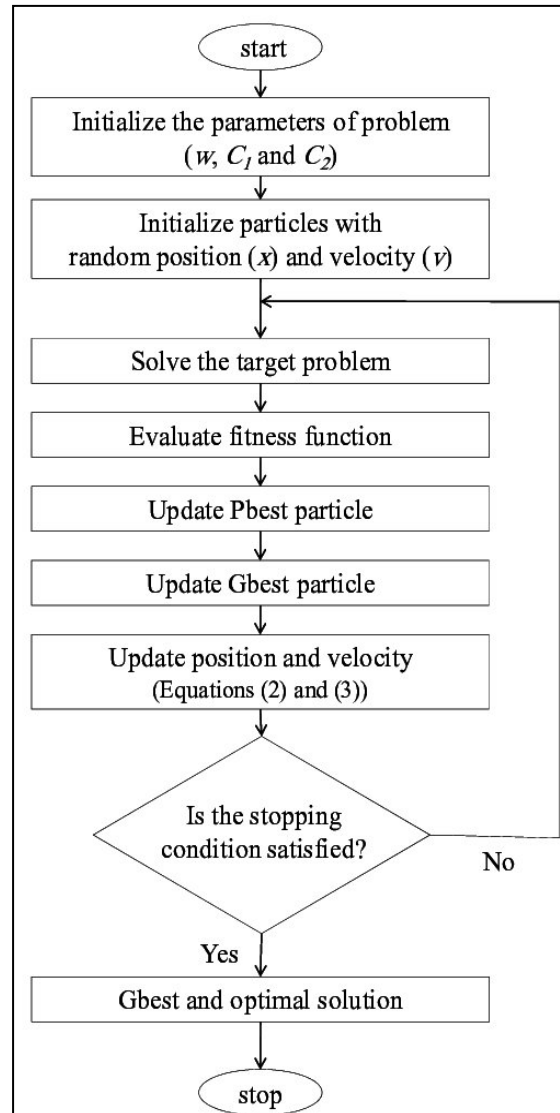 start
Initialize the parameters of problem
(w, C₁ and C₂)
Initialize particles with
random position (x) and velocity (v)
Solve the target problem
Evaluate fitness function
Update Pbest particle
Update Gbest particle
Update position and velocity
(Equations (2) and (3))
Is the stopping
condition satisfied?
No
Yes
Gbest and optimal solution
stop